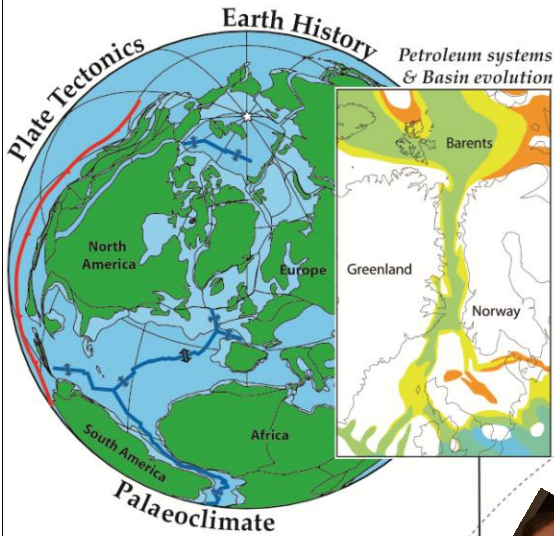 Earth History
Plate Tectonics
Petroleum systems
& Basin evolution
Barents
North
America
Europe
Greenland
Norway
South America
Africa
Palaeoclimate